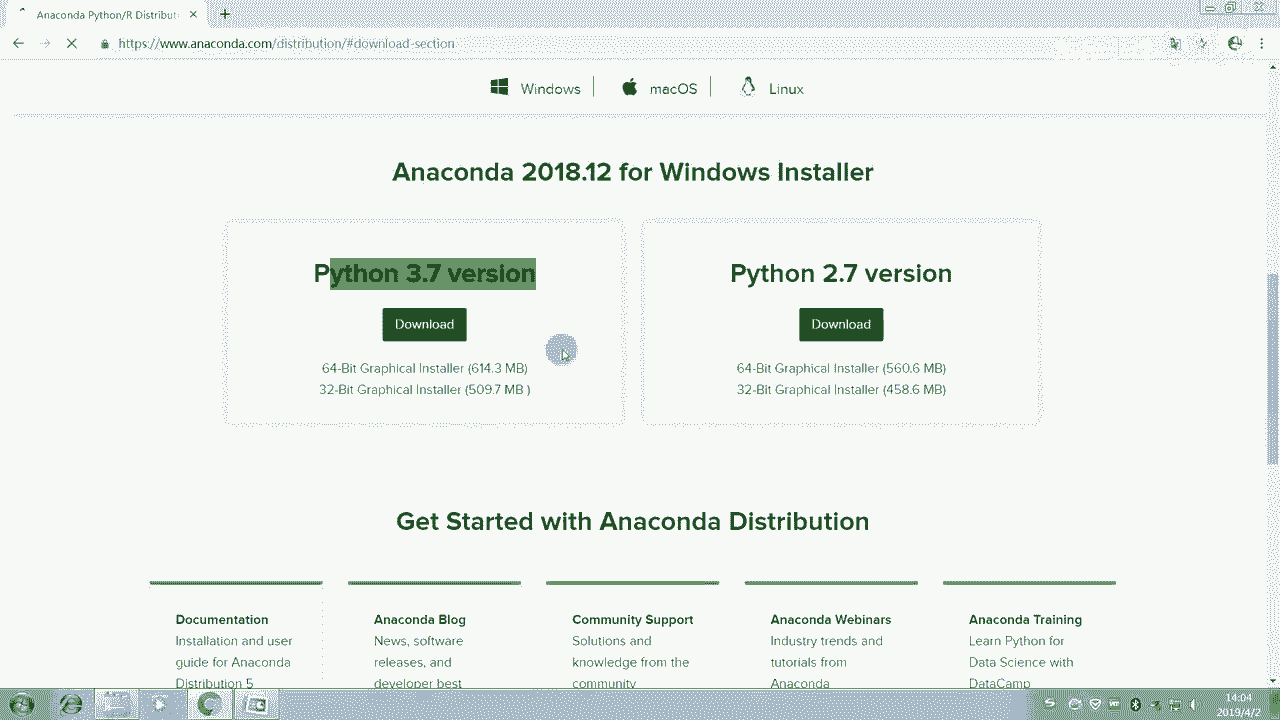 Anaconda Python/R Distribut
https://www.anaconda.com/distribution/#download-section
Windows
macOS
Linux
Anaconda 2018.12 for Windows Installer
Python 3.7 version
Download
64-Bit Graphical Installer (614.3 MB)
32-Bit Graphical Installer (509.7 MB )
Python 2.7 version
Download
64-Bit Graphical Installer (560.6 MB)
32-Bit Graphical Installer (458.6 MB)
Get Started with Anaconda Distribution
Documentation
Installation and user
guide for Anaconda
Distribution 5
Anaconda Blog
News, software
releases, and
developer best
Community Support
Solutions and
knowledge from the
community
Anaconda Webinars
Industry trends and
tutorials from
Anaconda
Anaconda Training
Learn Python for
Data Science with
DataCamp
14:04
2019/4/2